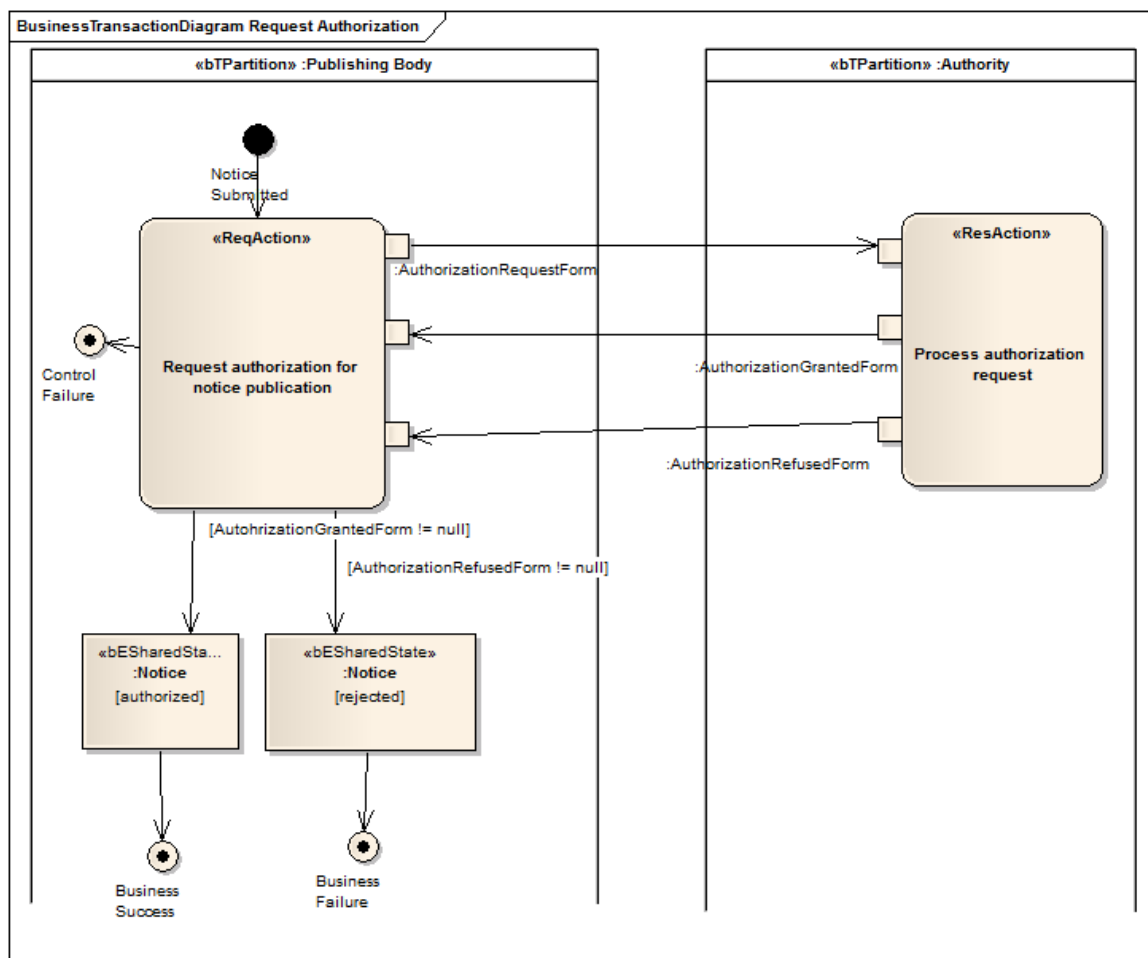 BusinessTransactionDiagram Request Authorization
«bTPartition» :Publishing Body
«bTPartition» :Authority
Notice
Submitted
«ReqAction»
«ResAction»
:AuthorizationRequestForm
Control
Failure
Request authorization for
notice publication
Process authorization
request
:AuthorizationGrantedForm
:AuthorizationRefusedForm
[AutohrizationGrantedForm != null]
[AuthorizationRefusedForm != null]
«bESharedSta...
:Notice
[authorized]
«bESharedState»
:Notice
[rejected]
Business
Success
Business
Failure